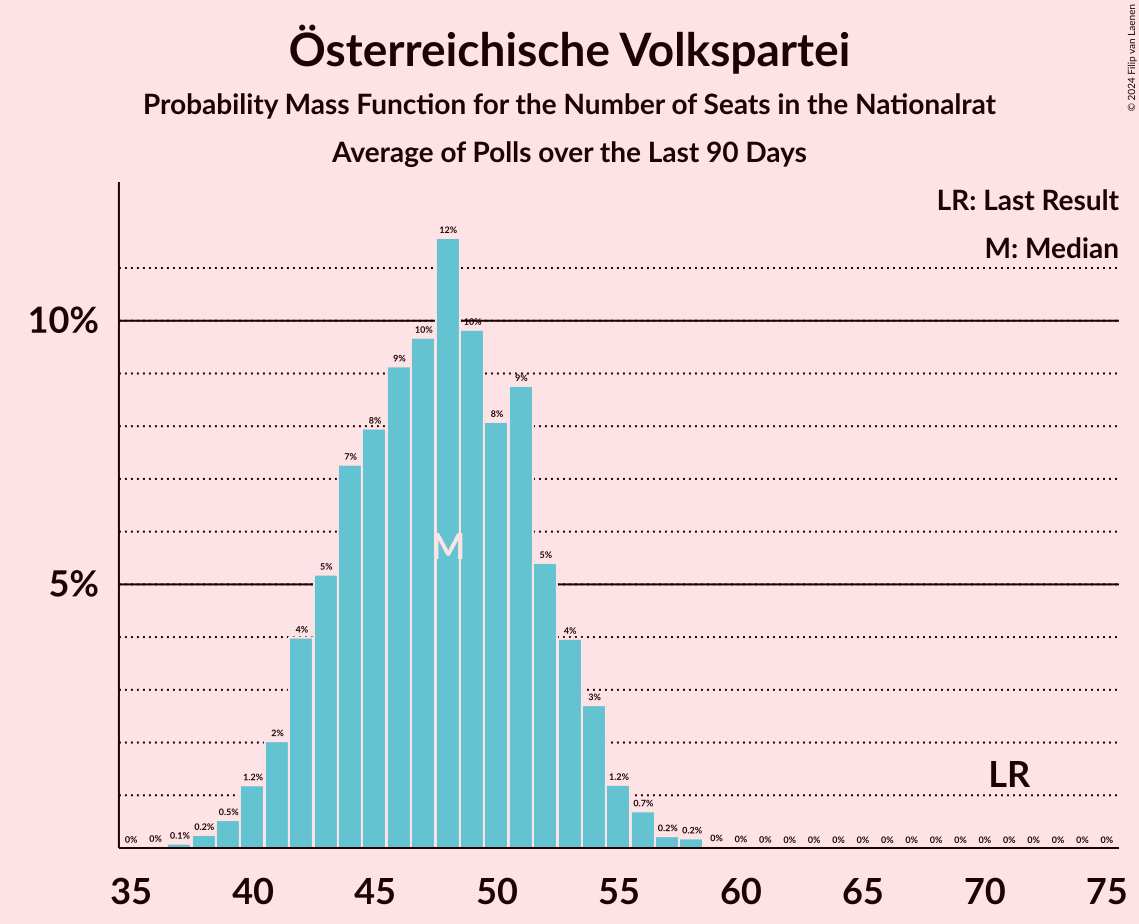 Österreichische Volkspartei
Probability Mass Function for the Number of Seats in the Nationalrat
Average of Polls over the Last 90 Days
© 2024 Filip van Laenen
LR: Last Result
M: Median
10%
5%
0% 0% 0.1% 0.2% 0.5% 1.2% 2% 4% 5% 7% 8% 9% 10% 12% 10% 8% 9% 5% 4% 3% 1.2% 0.7% 0.2% 0.2% 0% 0% 0% 0% 0% 0% 0% 0% 0% 0% 0% 0% 0% 0% 0% 0% 0%
M
LR
35 40 45 50 55 60 65 70 75